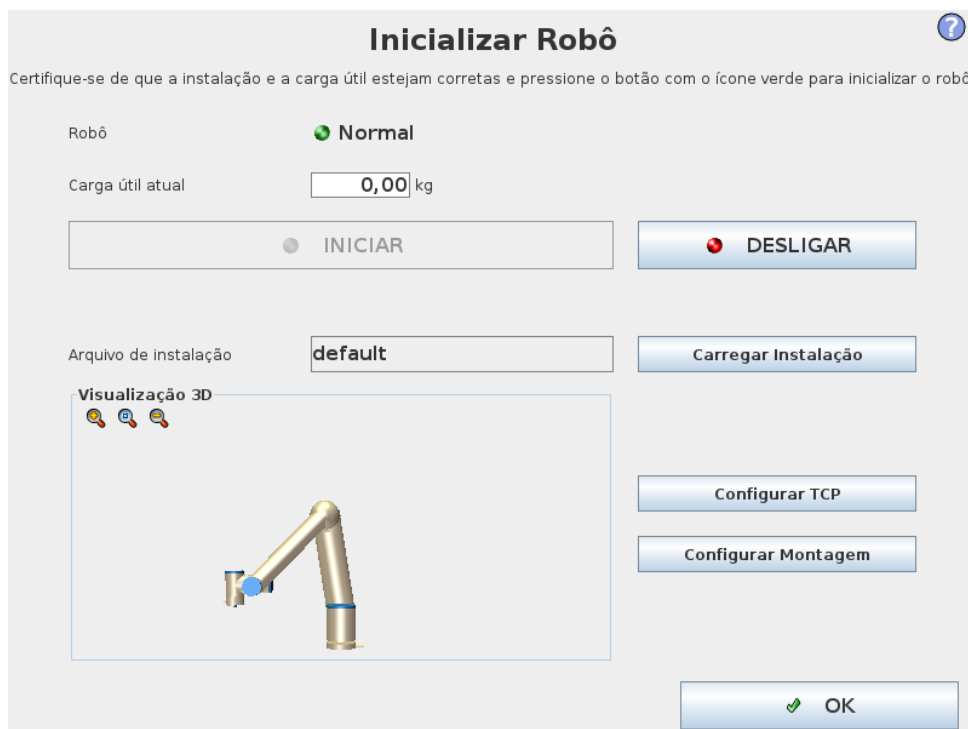 Inicializar Robô
?
Certifique-se de que a instalação e a carga útil estejam corretas e pressione o botão com o ícone verde para inicializar o robô
Robô Normal
Carga útil atual 0,00 kg
INICIAR DESLIGAR
Arquivo de instalação default Carregar Instalação
Visualização 3D
Configurar TCP
Configurar Montagem
OK